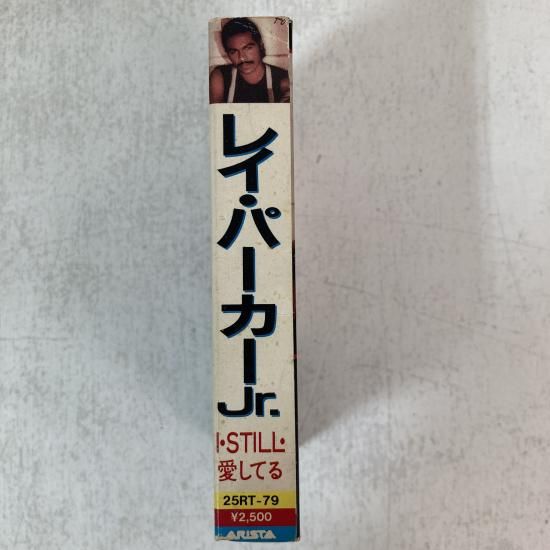 レイ・パーカーJr.
I・STILL・
愛してる
25RT-79
¥2,500
ARISTA